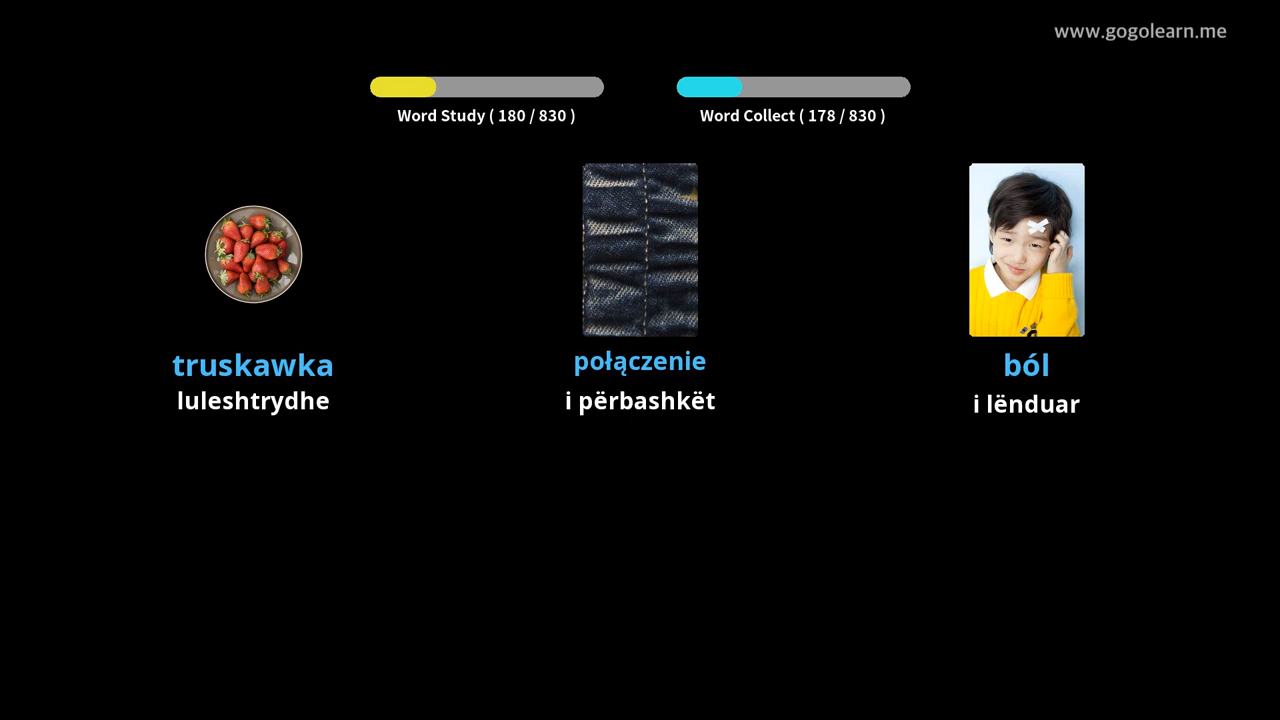 www.gogolearn.me
Word Study ( 180 / 830 )
Word Collect ( 178 / 830 )
truskawka
luleshtrydhe
połączenie
i përbashkët
ból
i lënduar